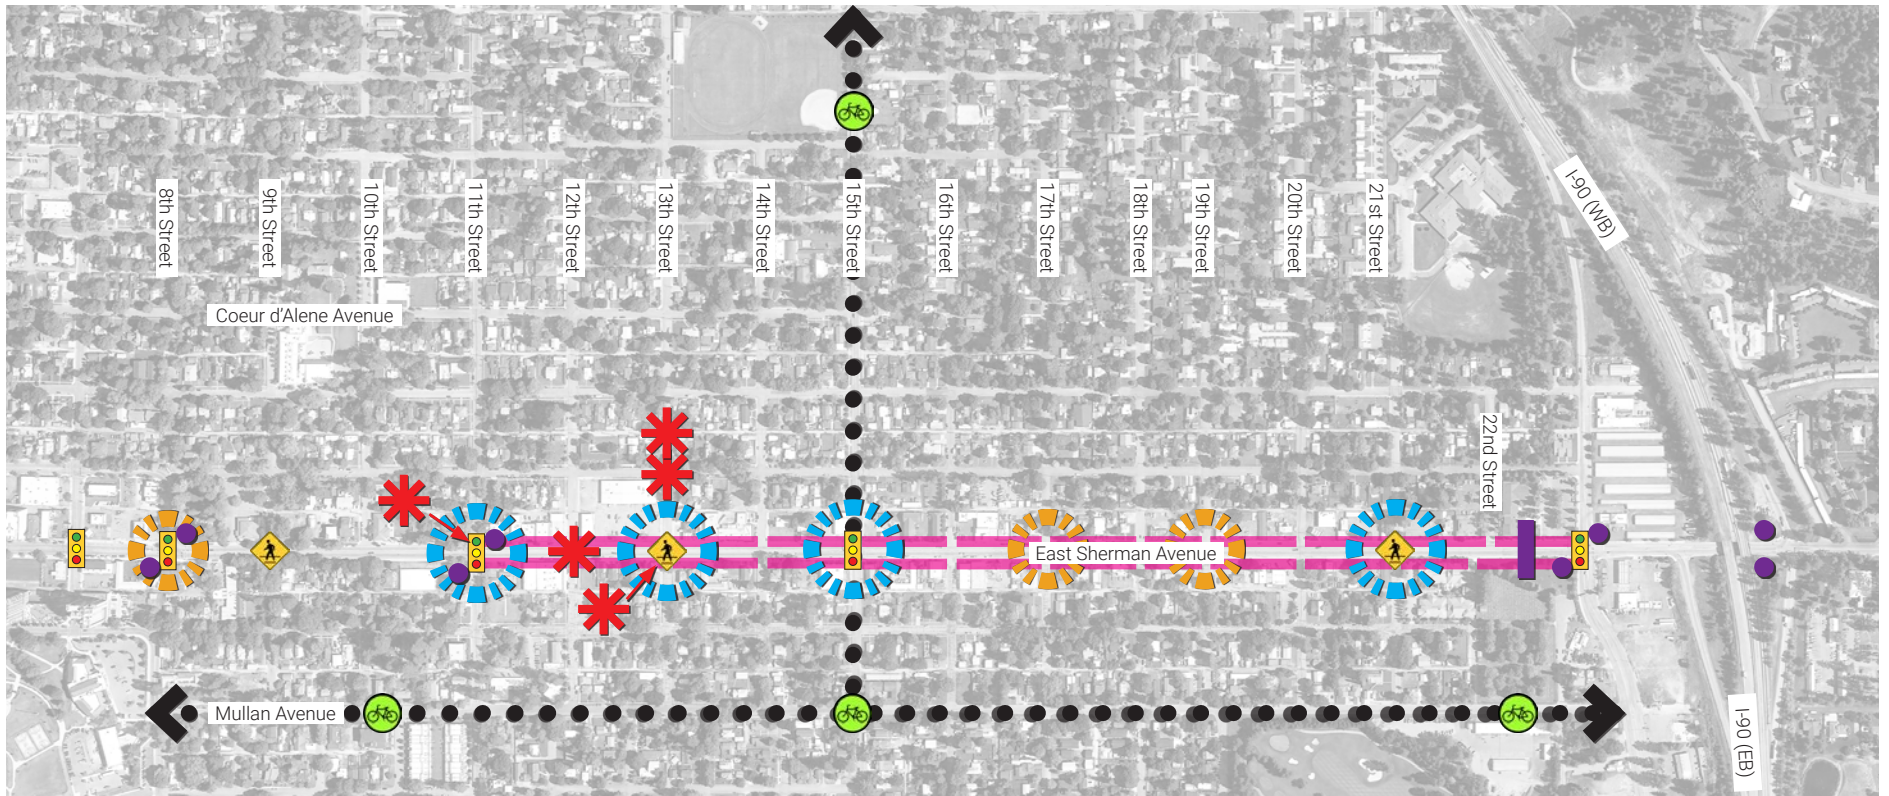 8th Street
9th Street
10th Street
11th Street
12th Street
13th Street
14th Street
15th Street
16th Street
17th Street
18th Street
19th Street
20th Street
21st Street
I-90 (WB)
Coeur d'Alene Avenue
22nd Street
East Sherman Avenue
Mullan Avenue
I-90 (EB)